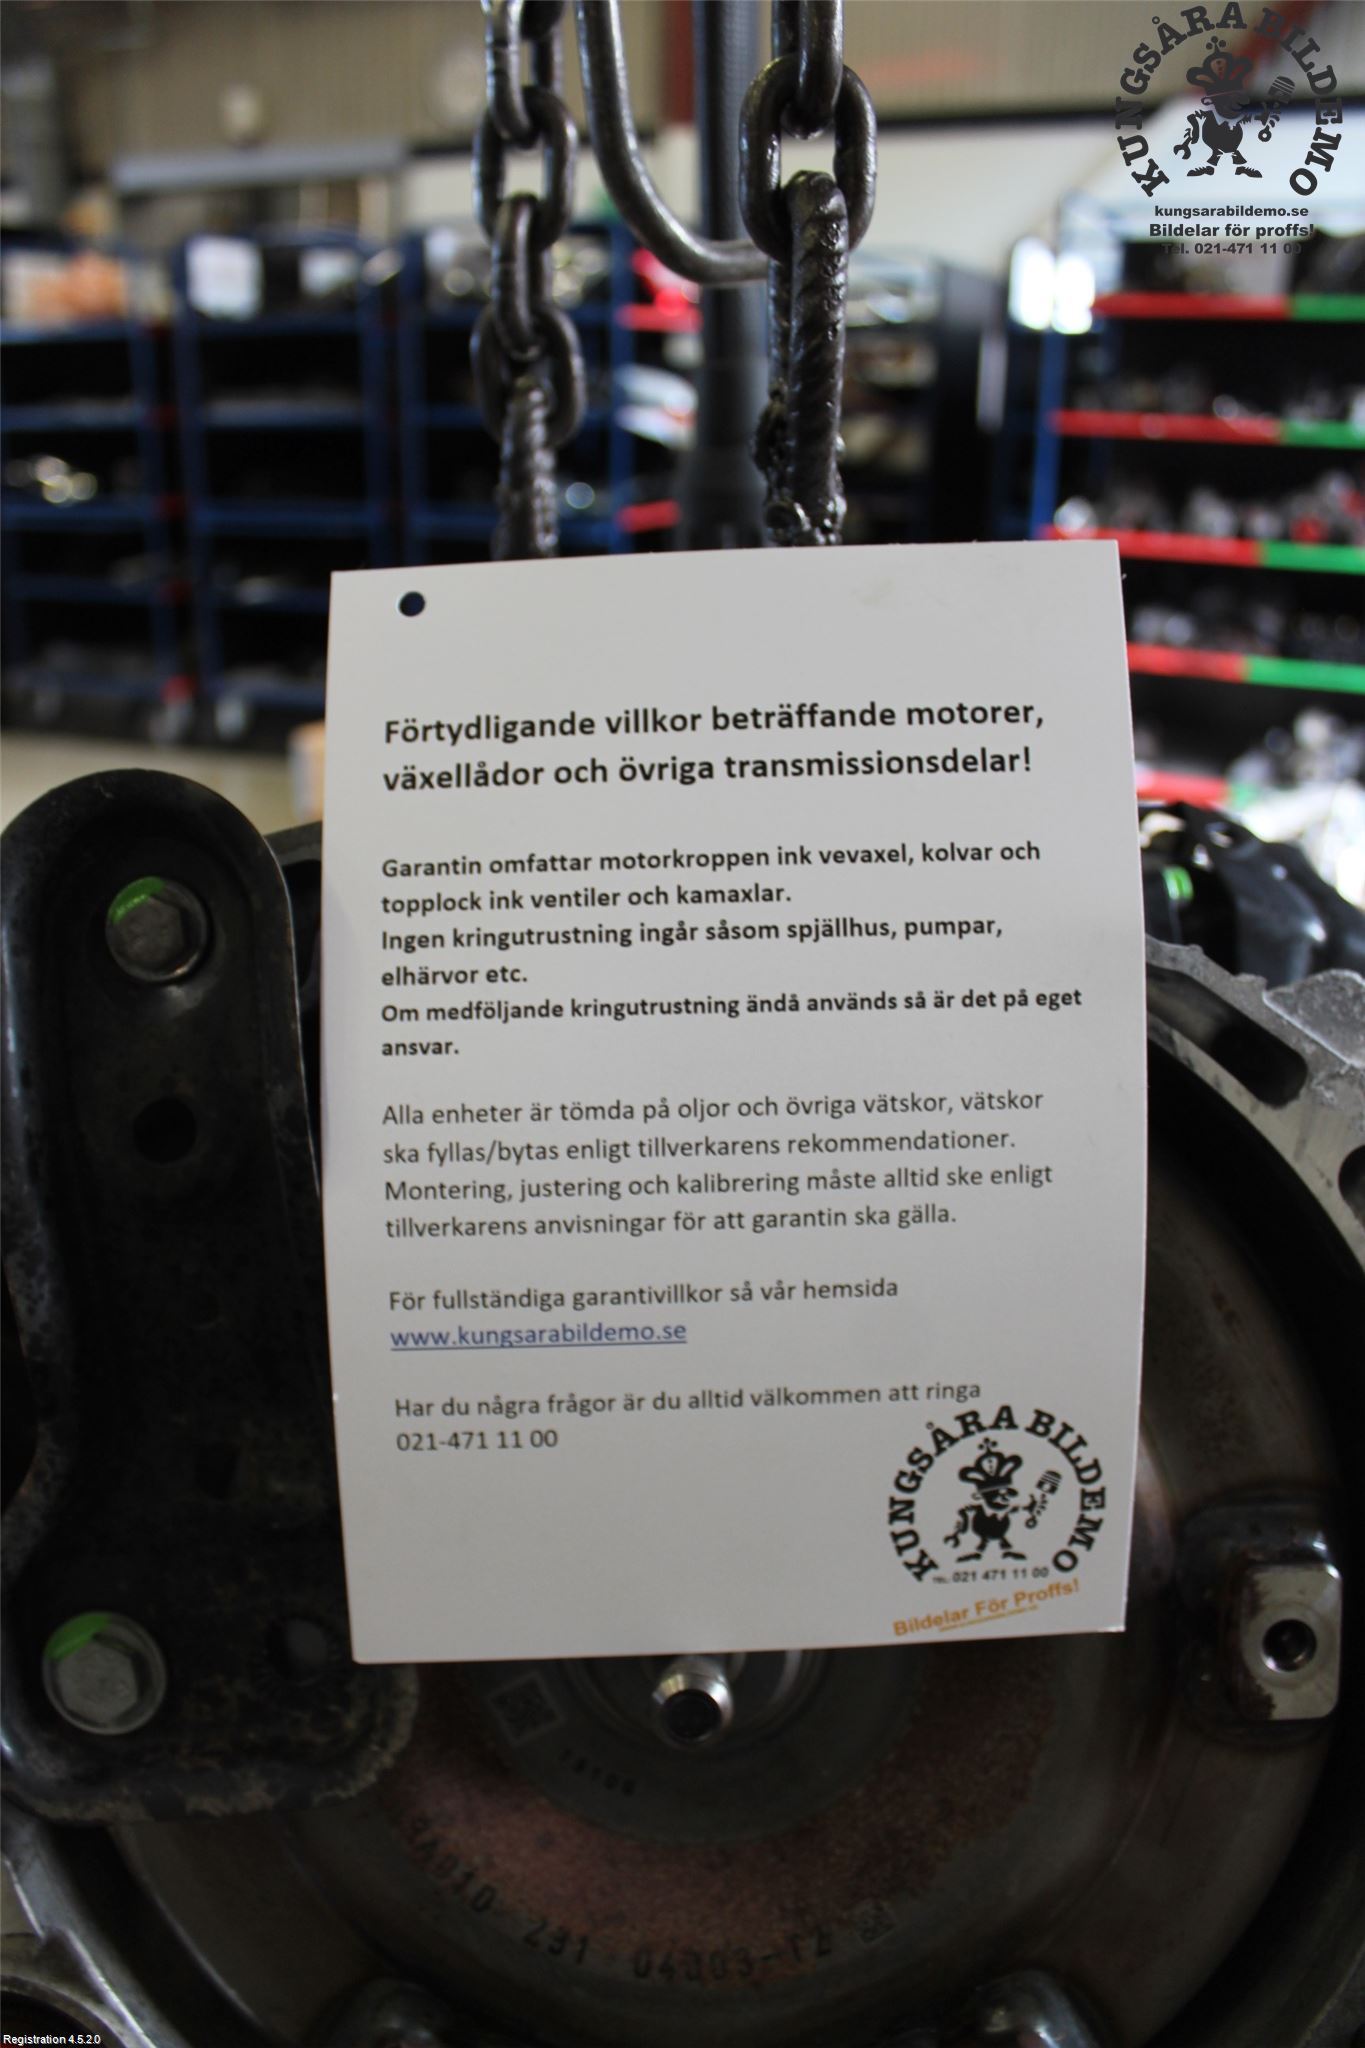 KUNGSÅRA BILDEMO
kungsarabildemo.se
Bildelar för proffs!
Tel. 021-471 11 00
Förtydligande villkor beträffande motorer,
växellådor och övriga transmissionsdelar!
Garantin omfattar motorkroppen ink vevaxel, kolvar och
topplock ink ventiler och kamaxlar.
Ingen kringutrustning ingår såsom spjällhus, pumpar,
elhärvor etc.
Om medföljande kringutrustning ändå används så är det på eget
ansvar.
Alla enheter är tömda på oljor och övriga vätskor, vätskor
ska fyllas/bytas enligt tillverkarens rekommendationer.
Montering, justering och kalibrering måste alltid ske enligt
tillverkarens anvisningar för att garantin ska gälla.
För fullständiga garantivillkor så vår hemsida
www.kungsarabildemo.se
Har du några frågor är du alltid välkommen att ringa
021-471 11 00
KUNGSÅRA BILDEMO
TEL. 021 471 11 00
Bildelar För Proffs!
231
Registration 4.5.2.0